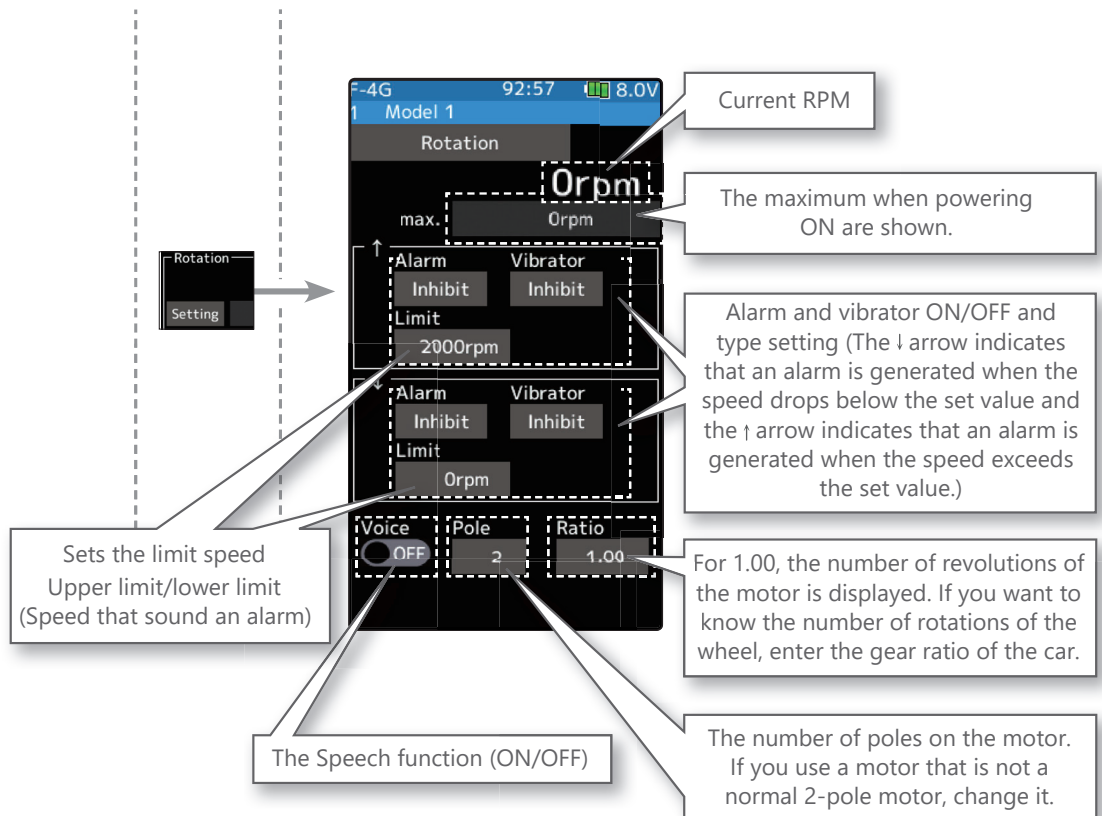 F-4G 92:57 8.0V
1 Model 1
Rotation
0rpm
max. 0rpm
↑
Alarm Vibrator
Inhibit Inhibit
Limit
2000rpm
↓
Alarm Vibrator
Inhibit Inhibit
Limit
0rpm
Voice Pole Ratio
OFF 2 1.00
Rotation
Setting
Current RPM
The maximum when powering
ON are shown.
Alarm and vibrator ON/OFF and
type setting (The ↓ arrow indicates
that an alarm is generated when the
speed drops below the set value and
the ↑ arrow indicates that an alarm is
generated when the speed exceeds
the set value.)
Sets the limit speed
Upper limit/lower limit
(Speed that sound an alarm)
For 1.00, the number of revolutions of
the motor is displayed. If you want to
know the number of rotations of the
wheel, enter the gear ratio of the car.
The Speech function (ON/OFF)
The number of poles on the motor.
If you use a motor that is not a
normal 2-pole motor, change it.